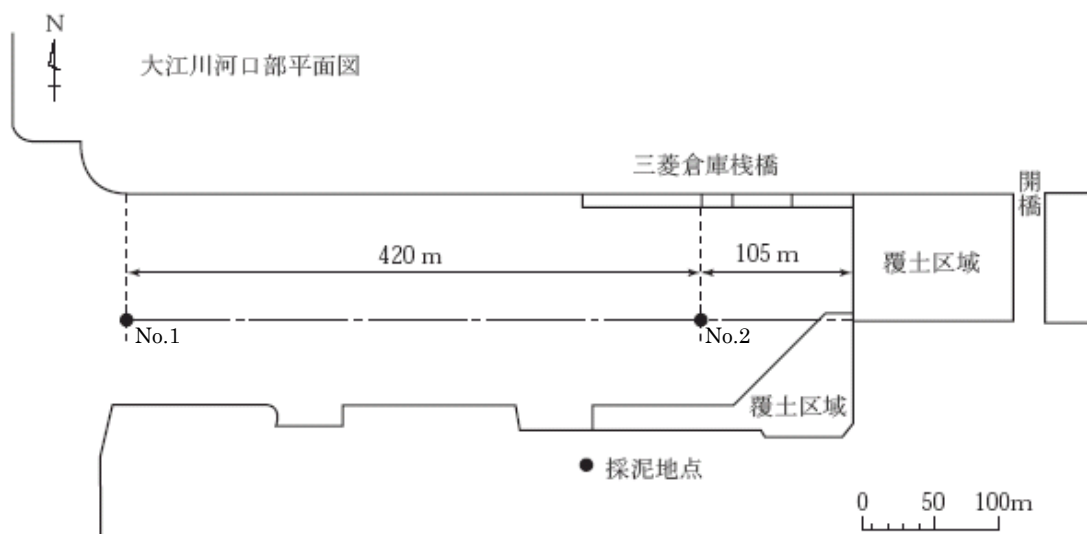 N
大江川河口部平面図
三菱倉庫桟橋
開橋
420 m
105 m
覆土区域
No.1
No.2
覆土区域
採泥地点
0 50 100m